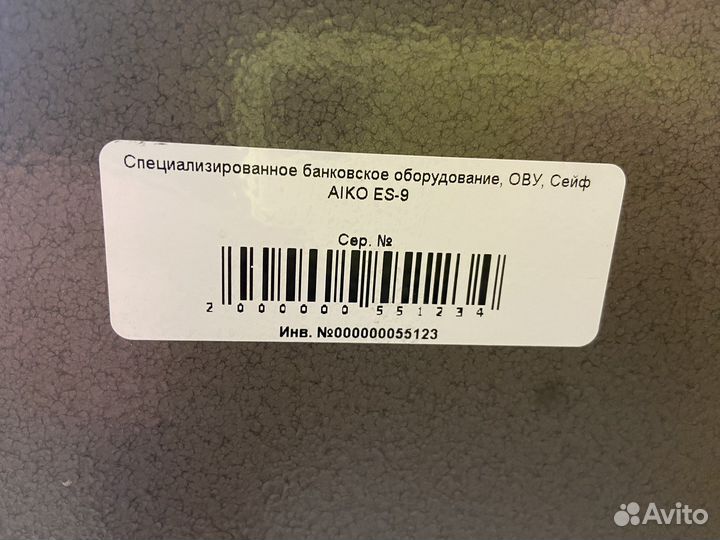 Специализированное банковское оборудование, ОВУ, Сейф
AIKO ES-9
Сер. №
2 000000 551234
Инв. №000000055123
Avito